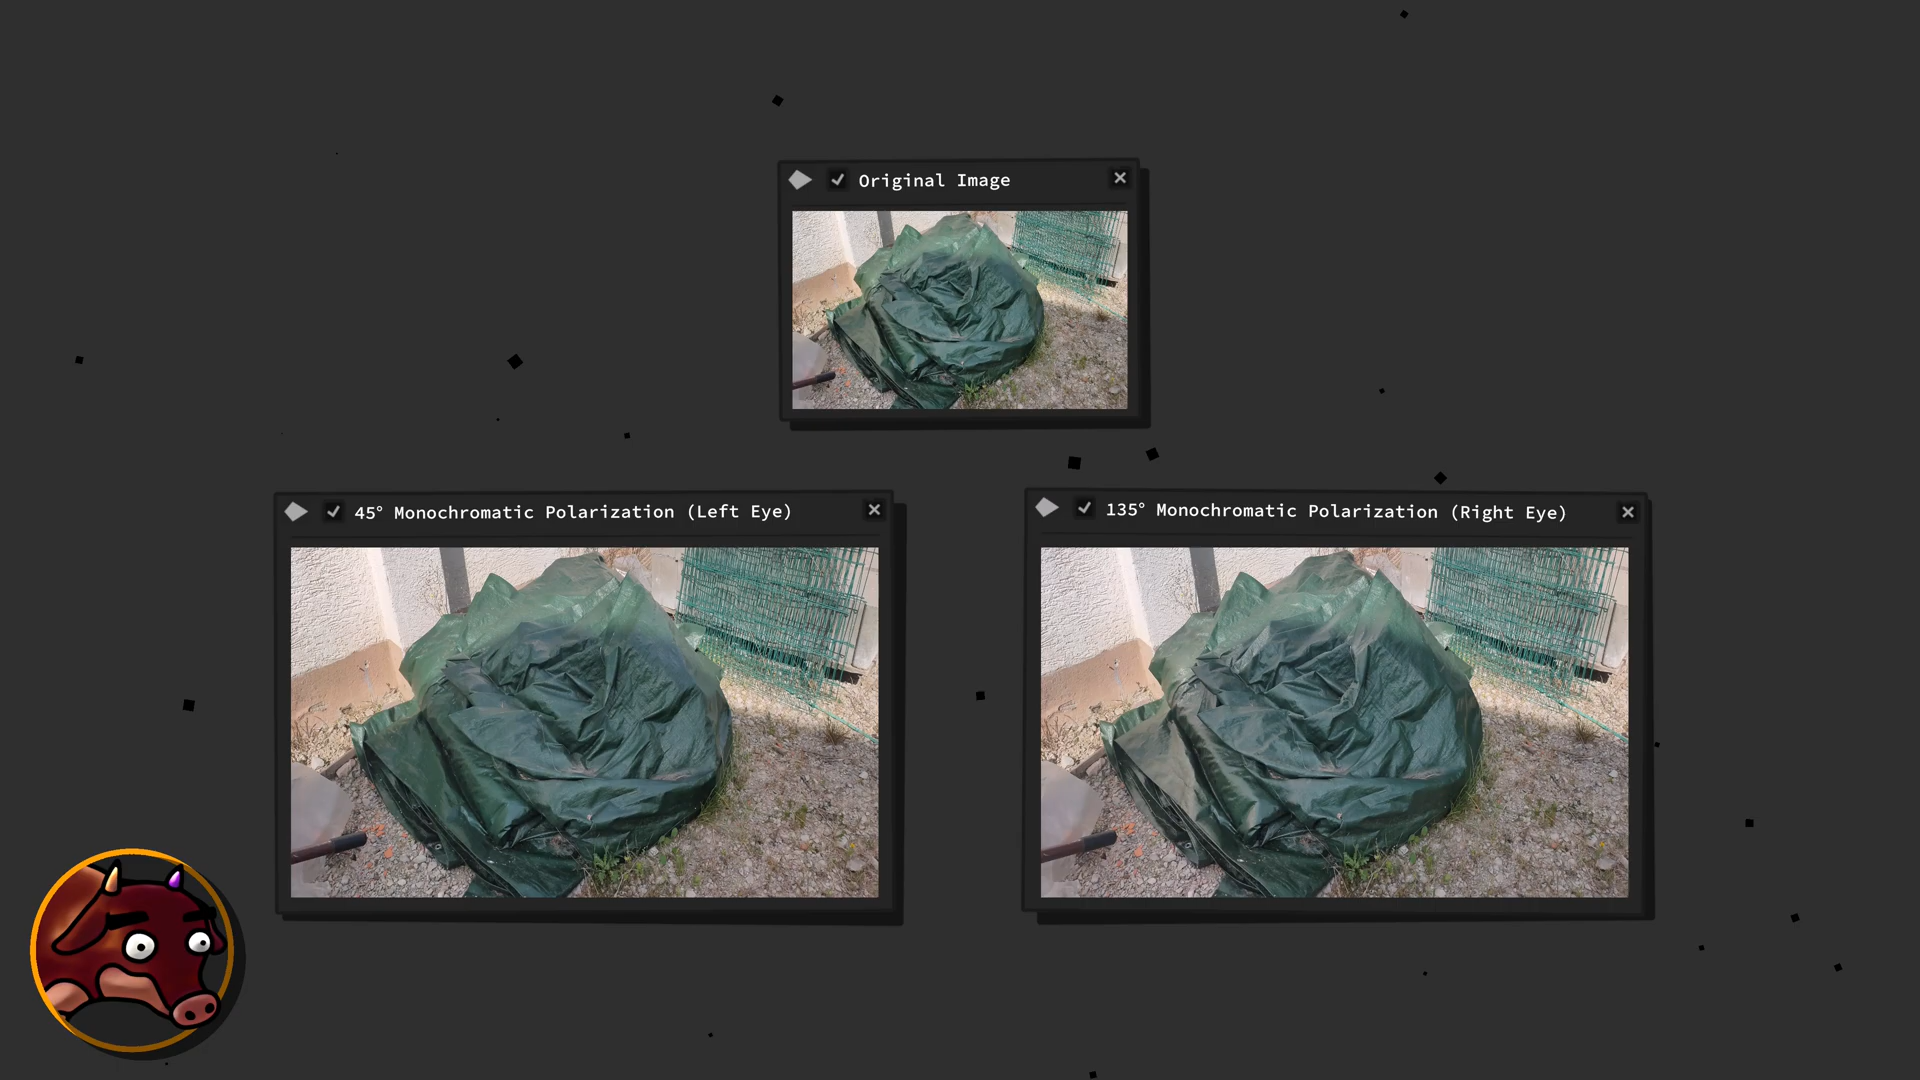 Original Image
45° Monochromatic Polarization (Left Eye)
135° Monochromatic Polarization (Right Eye)